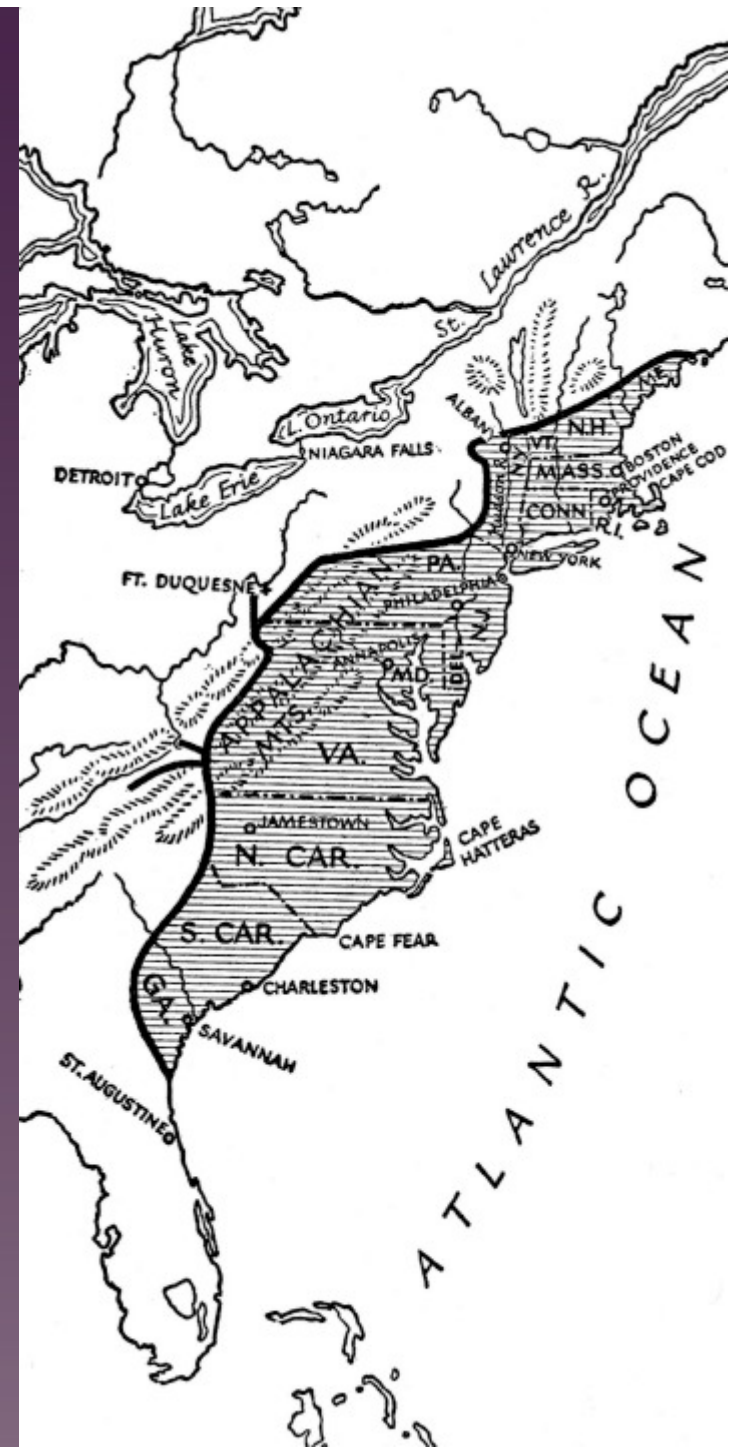 St. Lawrence R.
Lake Huron
L. Ontario
ALBANY
ME.
N.H.
VT.
NIAGARA FALLS
N.Y.
MASS.
BOSTON
PROVIDENCE
CAPE COD
DETROIT
Lake Erie
Hudson R.
CONN.
R.I.
NEW YORK
PA.
FT. DUQUESNE
PHILADELPHIA
N.J.
APPALACHIAN MTS.
ANNAPOLIS
MD.
DEL.
VA.
JAMESTOWN
N. CAR.
CAPE
HATTERAS
S. CAR.
CAPE FEAR
GA.
CHARLESTON
SAVANNAH
ST. AUGUSTINE
ATLANTIC OCEAN